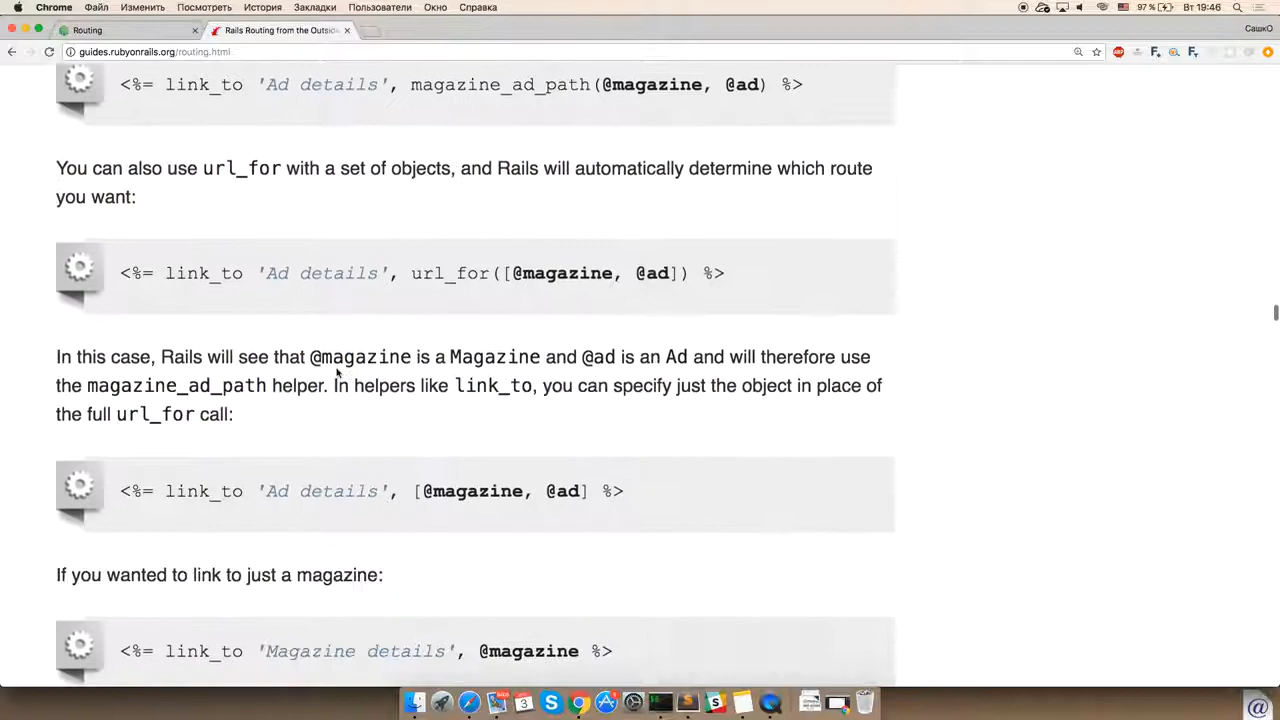 Chrome Файл Изменить Просмотреть История Закладки Пользователи Окно Справка 97 % Вт 19:46
Routing Rails Routing from the Outside СашкО
guides.rubyonrails.org/routing.html
<%= link_to 'Ad details', magazine_ad_path(@magazine, @ad) %>
You can also use url_for with a set of objects, and Rails will automatically determine which route
you want:
<%= link_to 'Ad details', url_for([@magazine, @ad]) %>
In this case, Rails will see that @magazine is a Magazine and @ad is an Ad and will therefore use
the magazine_ad_path helper. In helpers like link_to, you can specify just the object in place of
the full url_for call:
<%= link_to 'Ad details', [@magazine, @ad] %>
If you wanted to link to just a magazine:
<%= link_to 'Magazine details', @magazine %>